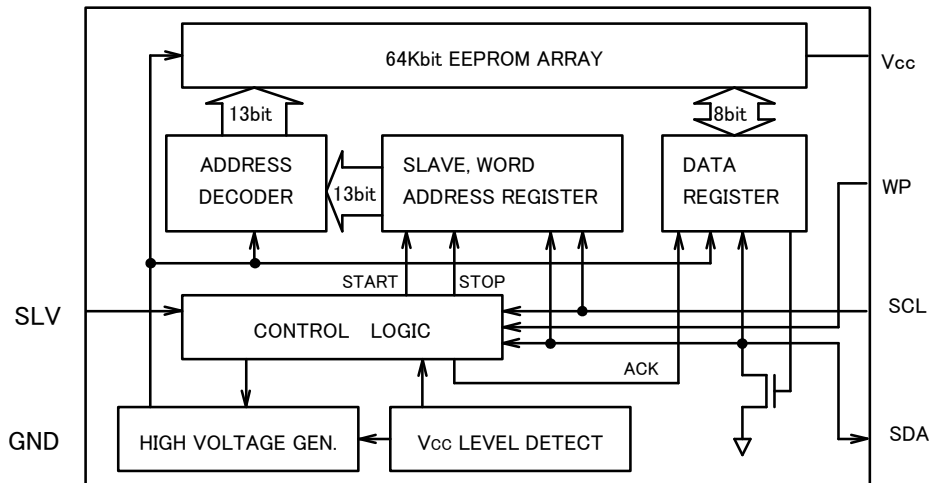 64Kbit EEPROM ARRAY
Vcc
13bit
8bit
ADDRESS
DECODER
13bit
SLAVE, WORD
ADDRESS REGISTER
DATA
REGISTER
WP
START
STOP
SLV
CONTROL LOGIC
SCL
ACK
GND
HIGH VOLTAGE GEN.
Vcc LEVEL DETECT
SDA